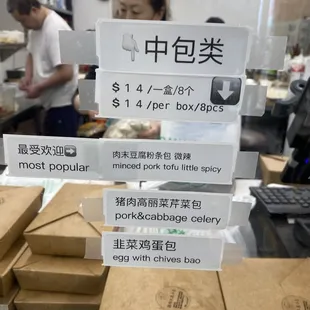 👇中包类
$14/一盒/8个
$14/per box/8pcs
最受欢迎➡
most popular
肉末豆腐粉条包 微辣
minced pork tofu little spicy
猪肉高丽菜芹菜包
pork&cabbage celery
韭菜鸡蛋包
egg with chives bao